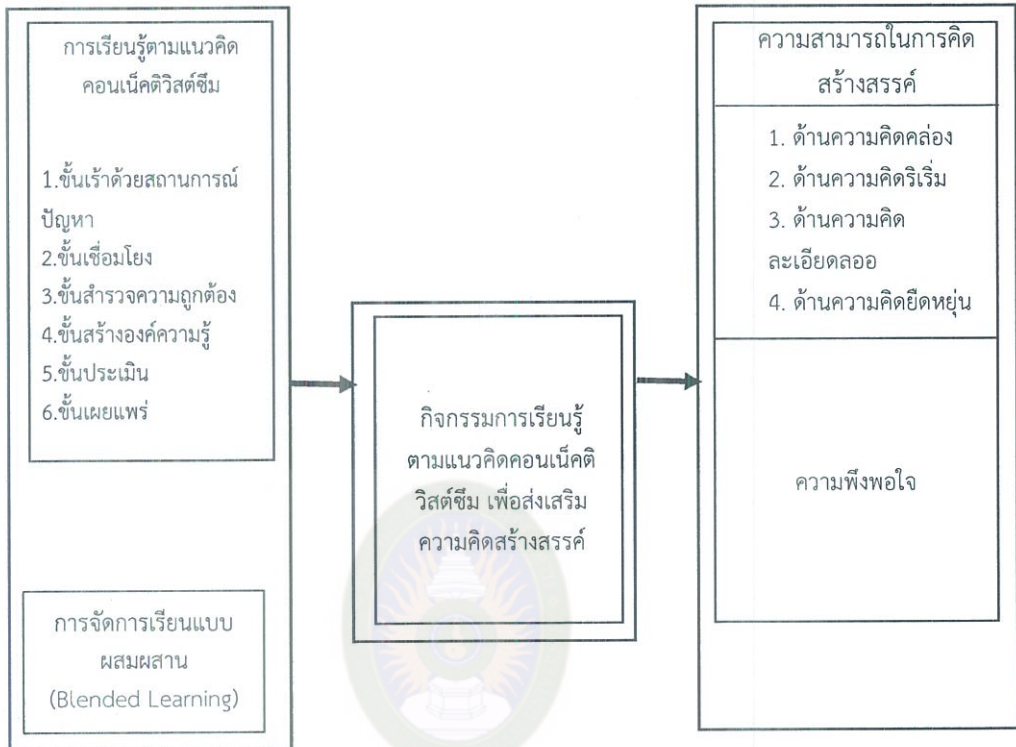 การเรียนรู้ตามแนวคิด
คอนเน็คติวิสต์ซึม
1.ขั้นเร้าด้วยสถานการณ์
ปัญหา
2.ขั้นเชื่อมโยง
3.ขั้นสำรวจความถูกต้อง
4.ขั้นสร้างองค์ความรู้
5.ขั้นประเมิน
6.ขั้นเผยแพร่
การจัดการเรียนแบบ
ผสมผสาน
(Blended Learning)
กิจกรรมการเรียนรู้
ตามแนวคิดคอนเน็คติ
วิสต์ซึม เพื่อส่งเสริม
ความคิดสร้างสรรค์
ความสามารถในการคิด
สร้างสรรค์
1. ด้านความคิดคล่อง
2. ด้านความคิดริเริ่ม
3. ด้านความคิด
ละเอียดลออ
4. ด้านความคิดยืดหยุ่น
ความพึงพอใจ